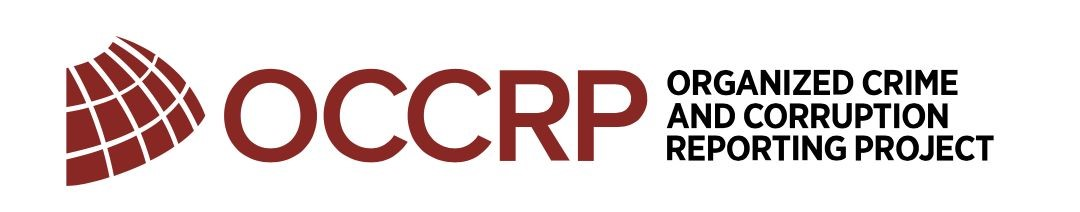 OCCRP
ORGANIZED CRIME
AND CORRUPTION
REPORTING PROJECT